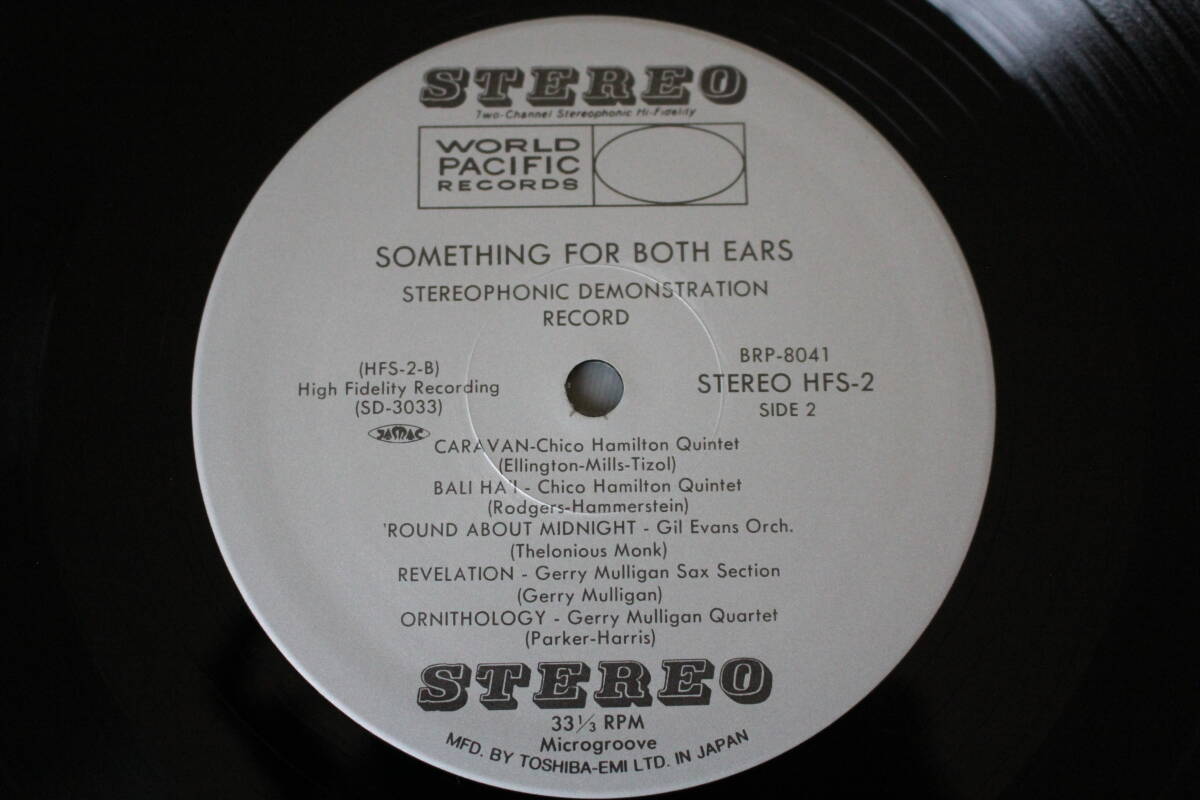 STEREO
Two-Channel Stereophonic Hi-Fidelity
WORLD
PACIFIC
RECORDS
SOMETHING FOR BOTH EARS
STEREOPHONIC DEMONSTRATION
RECORD
(HFS-2-B)
High Fidelity Recording
(SD-3033)
JASRAC
BRP-8041
STEREO HFS-2
SIDE 2
CARAVAN-Chico Hamilton Quintet
(Ellington-Mills-Tizol)
BALI HA'I - Chico Hamilton Quintet
(Rodgers-Hammerstein)
'ROUND ABOUT MIDNIGHT - Gil Evans Orch.
(Thelonious Monk)
REVELATION - Gerry Mulligan Sax Section
(Gerry Mulligan)
ORNITHOLOGY - Gerry Mulligan Quartet
(Parker-Harris)
STEREO
33 1/3 RPM
Microgroove
MFD. BY TOSHIBA-EMI LTD. IN JAPAN